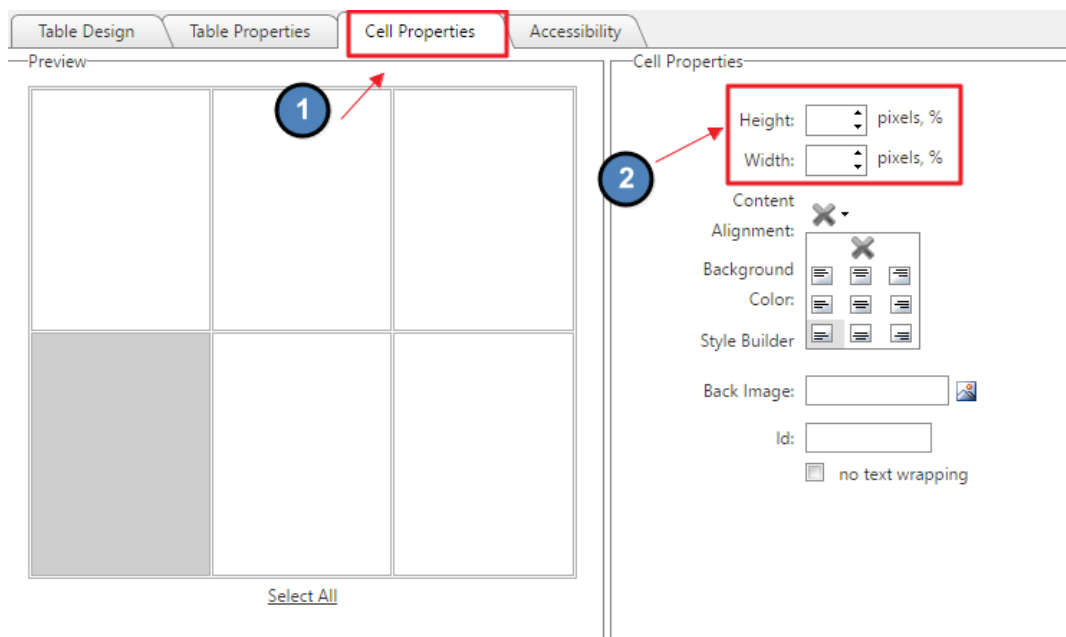 Table Design Table Properties Cell Properties Accessibility
Preview
1
Select All
Cell Properties
Height: pixels, %
2
Width: pixels, %
Content
Alignment:
Background
Color:
Style Builder
Back Image:
Id:
no text wrapping